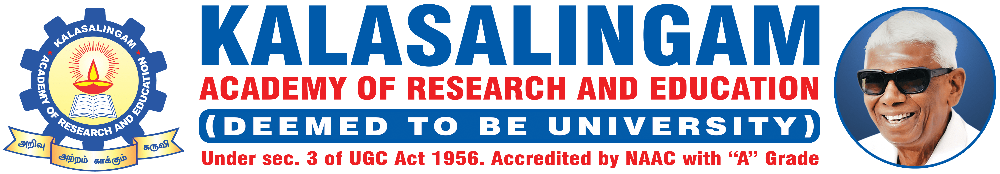 KALASALINGAM
ACADEMY OF RESEARCH AND EDUCATION
அறிவு
அற்றம் காக்கும்
கருவி
KALASALINGAM
ACADEMY OF RESEARCH AND EDUCATION
(DEEMED TO BE UNIVERSITY)
Under sec. 3 of UGC Act 1956. Accredited by NAAC with “A” Grade